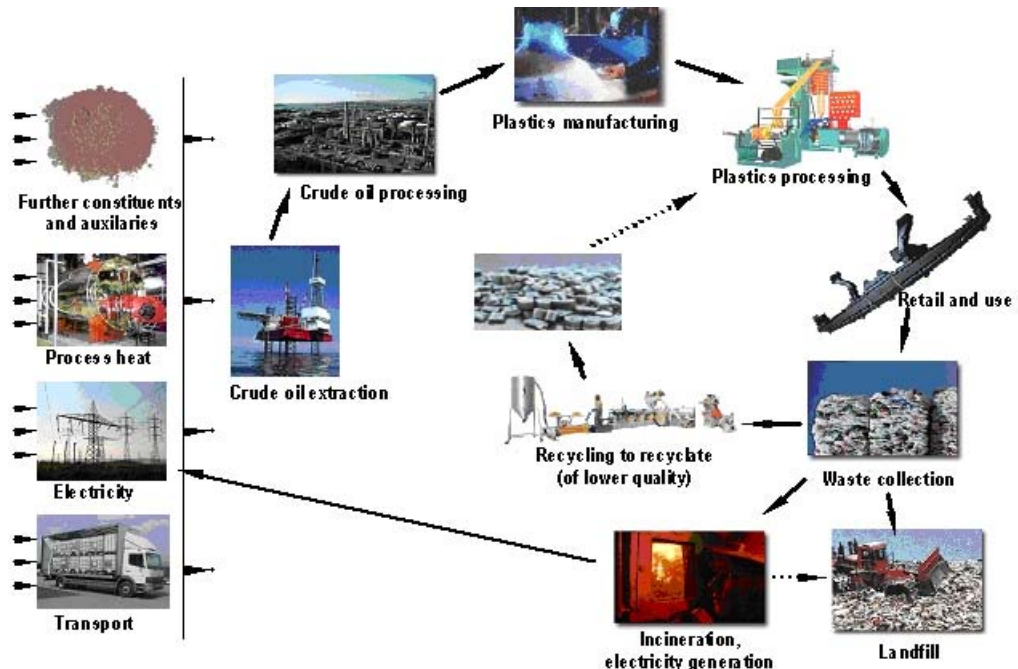 Further constituents
and auxilaries
Process heat
Electricity
Transport
Crude oil extraction
Crude oil processing
Plastics manufacturing
Plastics processing
Retail and use
Waste collection
Recycling to recyclate
(of lower quality)
Incineration,
electricity generation
Landfill